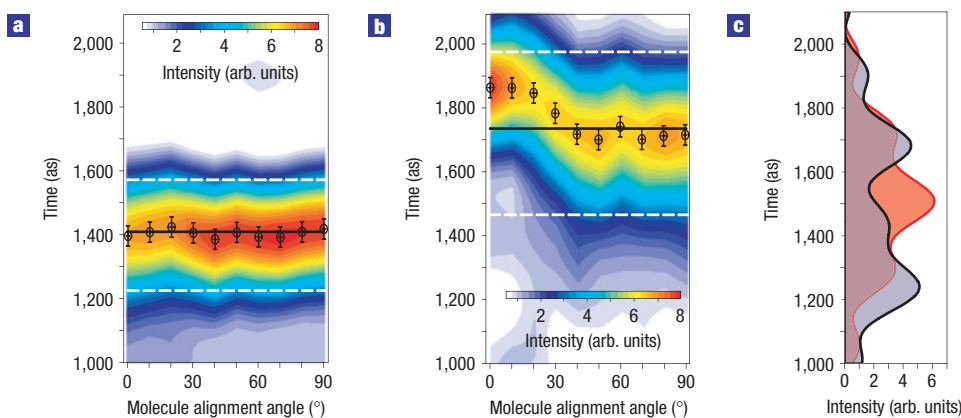 a
2,000
1,800
1,600
1,400
1,200
1,000
Time (as)
2 4 6 8
Intensity (arb. units)
0 30 60 90
Molecule alignment angle (°)
b
2,000
1,800
1,600
1,400
1,200
1,000
Time (as)
2 4 6 8
Intensity (arb. units)
0 30 60 90
Molecule alignment angle (°)
c
2,000
1,800
1,600
1,400
1,200
1,000
Time (as)
0 2 4 6
Intensity (arb. units)